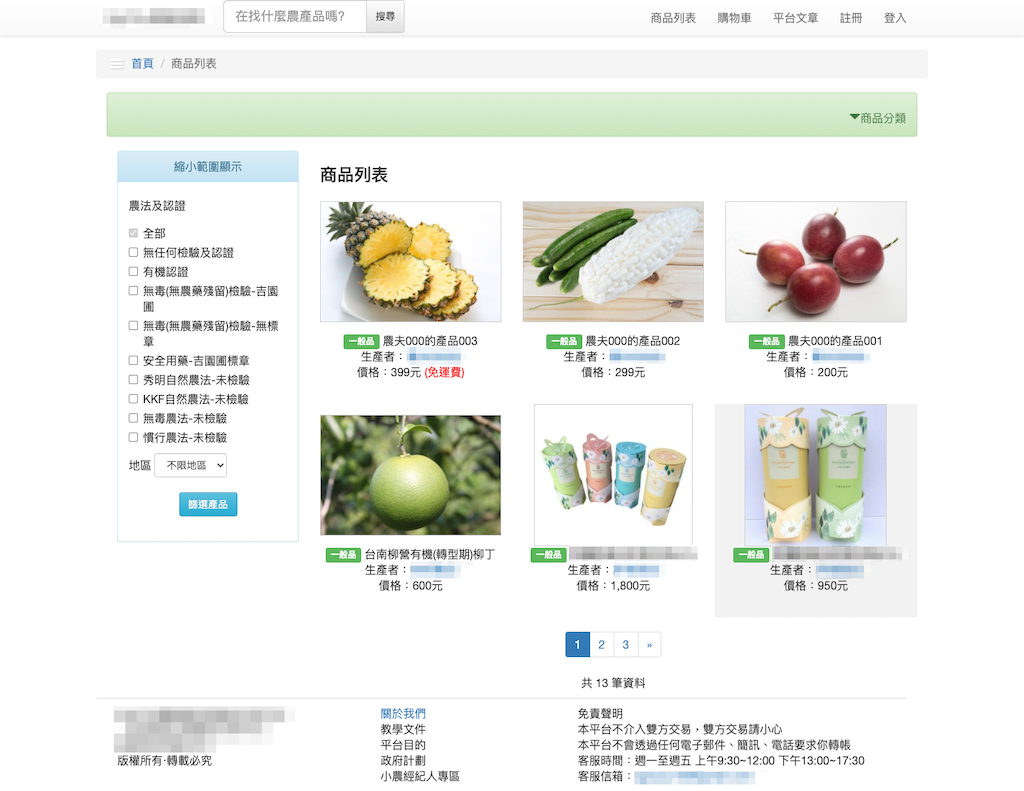 在找什麼農產品嗎?
搜尋
商品列表 購物車 平台文章 註冊 登入
首頁 / 商品列表
商品分類
縮小範圍顯示
農法及認證
全部
無任何檢驗及認證
有機認證
無毒(無農藥殘留)檢驗-吉園
圃
無毒(無農藥殘留)檢驗-無標
章
安全用藥-吉園圃標章
秀明自然農法-未檢驗
KKF自然農法-未檢驗
無毒農法-未檢驗
慣行農法-未檢驗
地區 不限地區
篩選產品
商品列表
一般品 農夫000的產品003
生產者：
價格：399元 (免運費)
一般品 農夫000的產品002
生產者：
價格：299元
一般品 農夫000的產品001
生產者：
價格：200元
一般品 台南柳營有機(轉型期)柳丁
生產者：
價格：600元
一般品
生產者：
價格：1,800元
一般品
生產者：
價格：950元
1 2 3 »
共 13 筆資料
版權所有‧轉載必究
關於我們
教學文件
平台目的
政府計劃
小農經紀人專區
免責聲明
本平台不介入雙方交易，雙方交易請小心
本平台不會透過任何電子郵件、簡訊、電話要求你轉帳
客服時間：週一至週五 上午9:30~12:00 下午13:00~17:30
客服信箱：